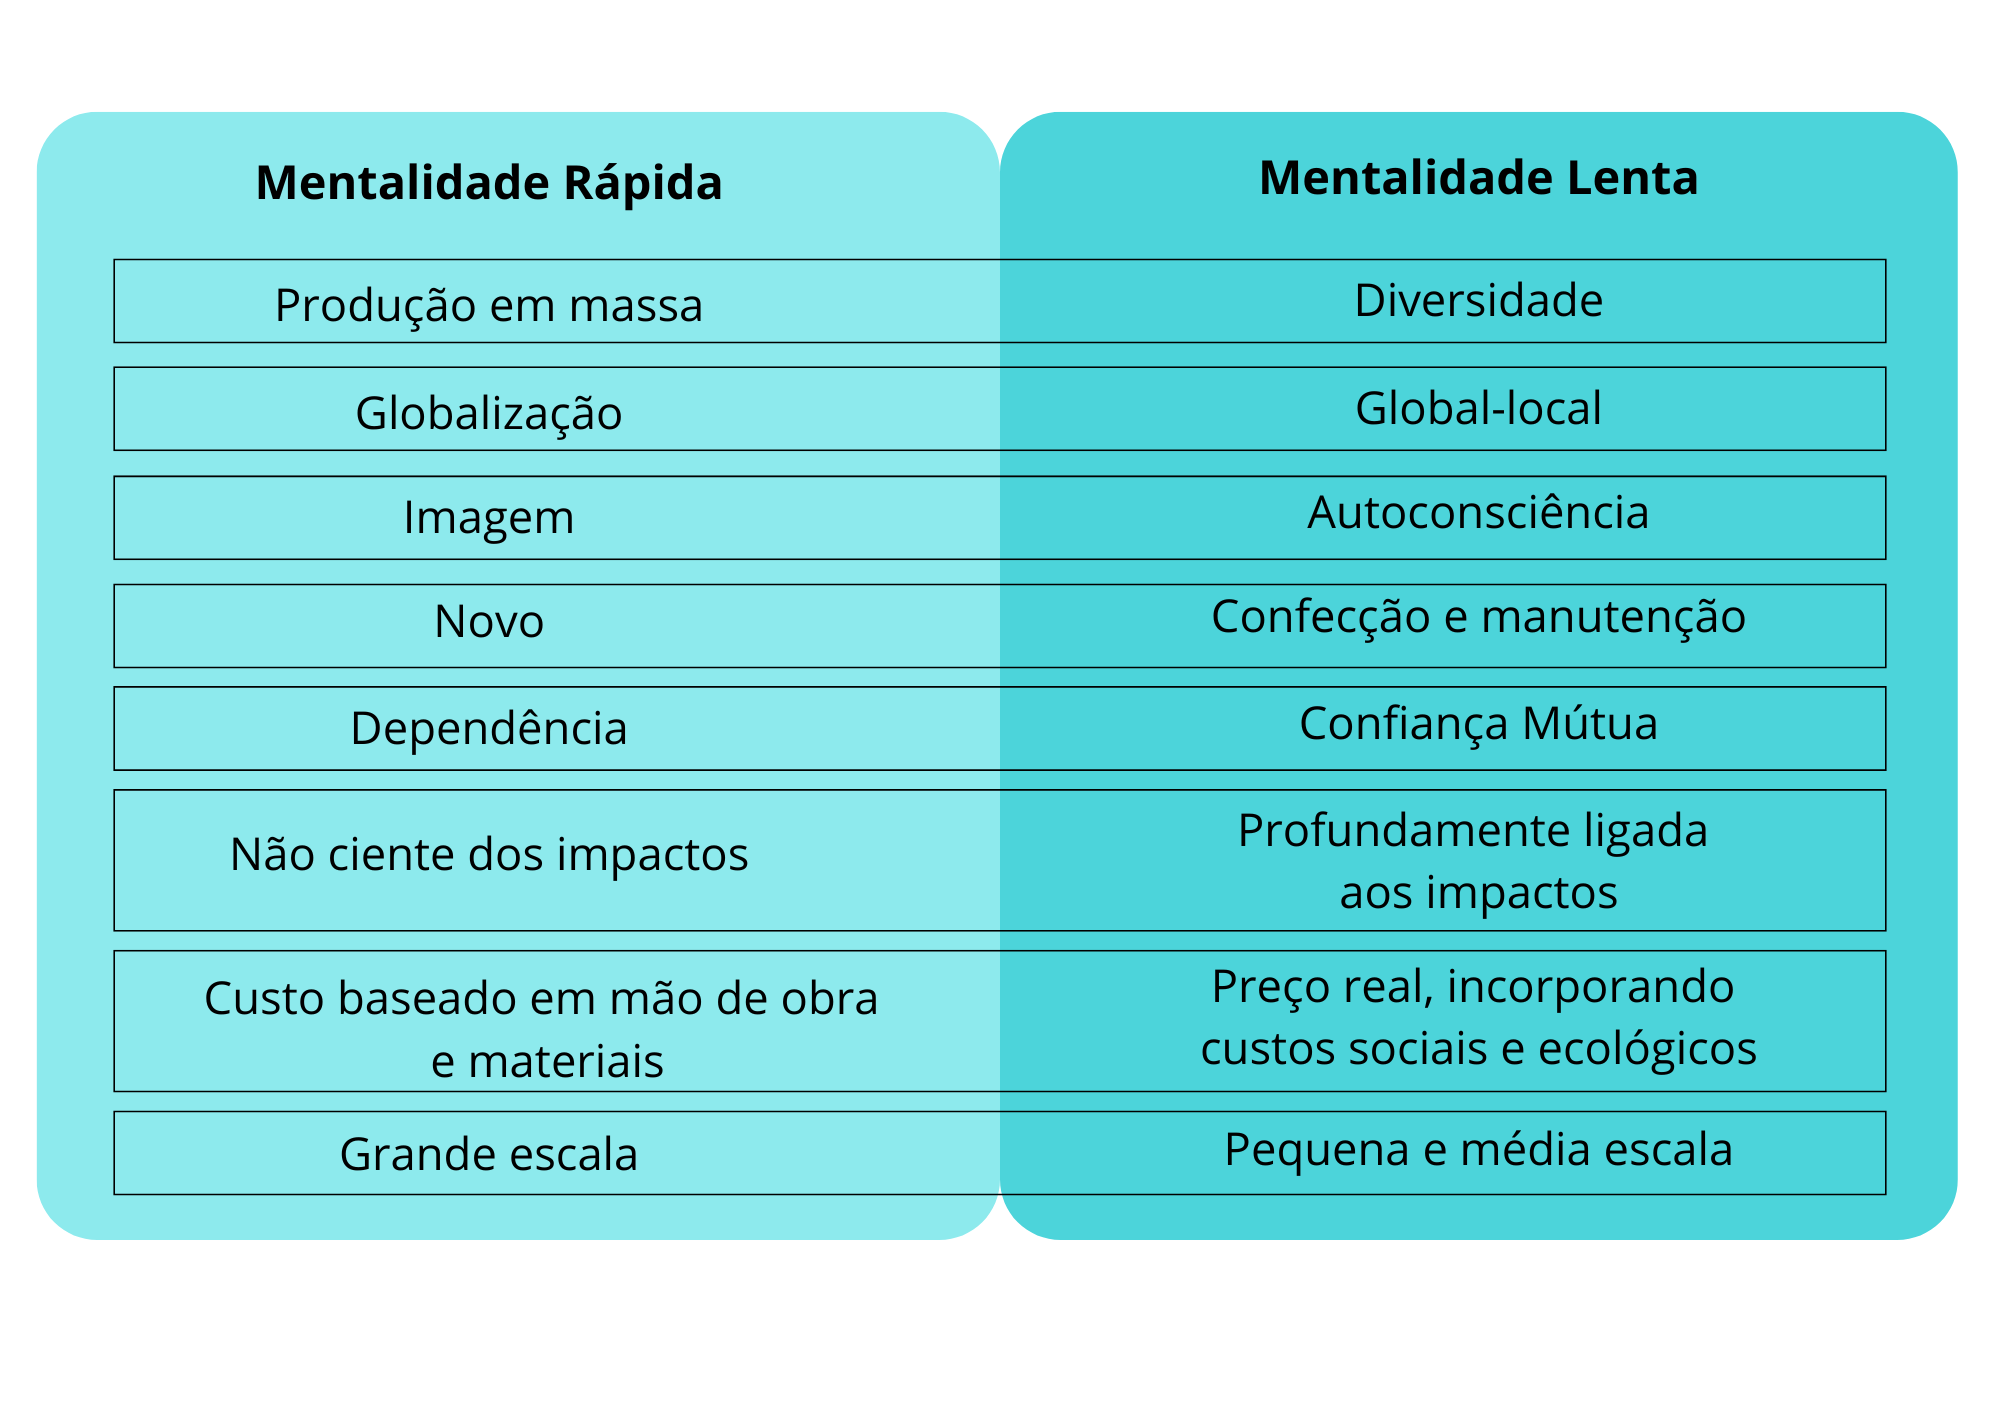 Mentalidade Rápida
Mentalidade Lenta
Produção em massa
Diversidade
Globalização
Global-local
Imagem
Autoconsciência
Novo
Confecção e manutenção
Dependência
Confiança Mútua
Não ciente dos impactos
Profundamente ligada
aos impactos
Custo baseado em mão de obra
e materiais
Preço real, incorporando
custos sociais e ecológicos
Grande escala
Pequena e média escala